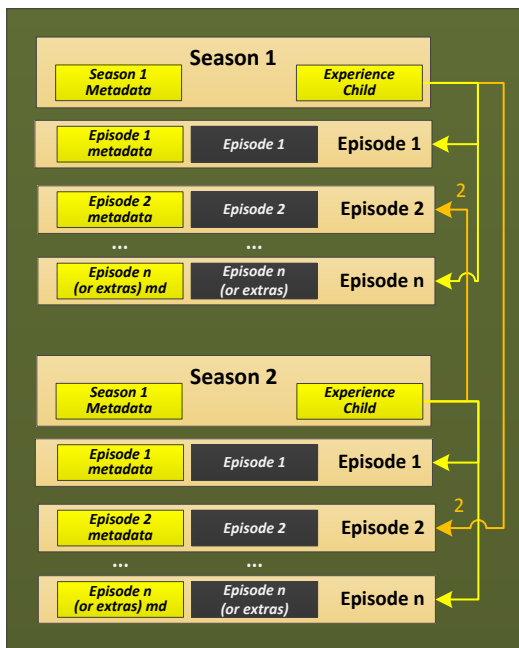 Season 1
Season 1
Metadata
Experience
Child
Episode 1
metadata
Episode 1
Episode 1
2
Episode 2
metadata
Episode 2
Episode 2
...
...
Episode n
(or extras) md
Episode n
(or extras)
Episode n
Season 2
Season 1
Metadata
Experience
Child
Episode 1
metadata
Episode 1
Episode 1
2
Episode 2
metadata
Episode 2
Episode 2
...
...
Episode n
(or extras) md
Episode n
(or extras)
Episode n